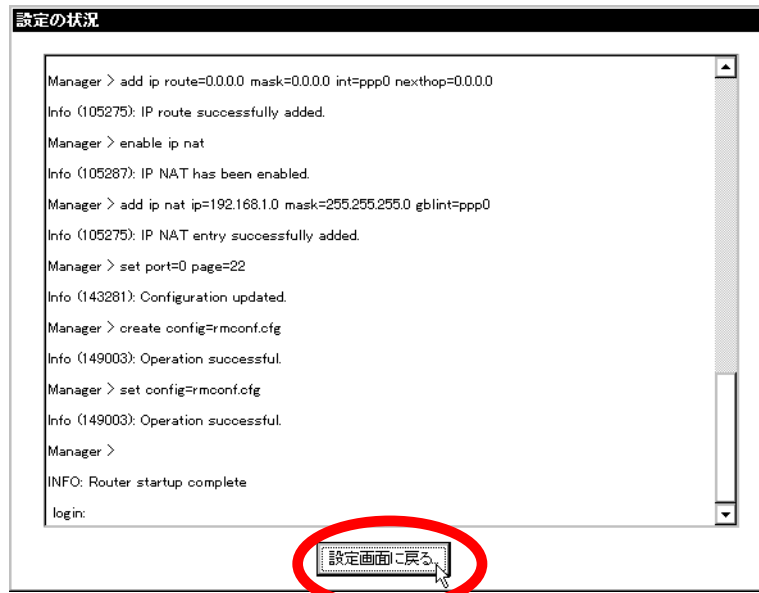 設定の状況
Manager > add ip route=0.0.0.0 mask=0.0.0.0 int=ppp0 nexthop=0.0.0.0
Info (105275): IP route successfully added.
Manager > enable ip nat
Info (105287): IP NAT has been enabled.
Manager > add ip nat ip=192.168.1.0 mask=255.255.255.0 gblint=ppp0
Info (105275): IP NAT entry successfully added.
Manager > set port=0 page=22
Info (143281): Configuration updated.
Manager > create config=rmconf.cfg
Info (149003): Operation successful.
Manager > set config=rmconf.cfg
Info (149003): Operation successful.
Manager >
INFO: Router startup complete
login:
設定画面に戻る